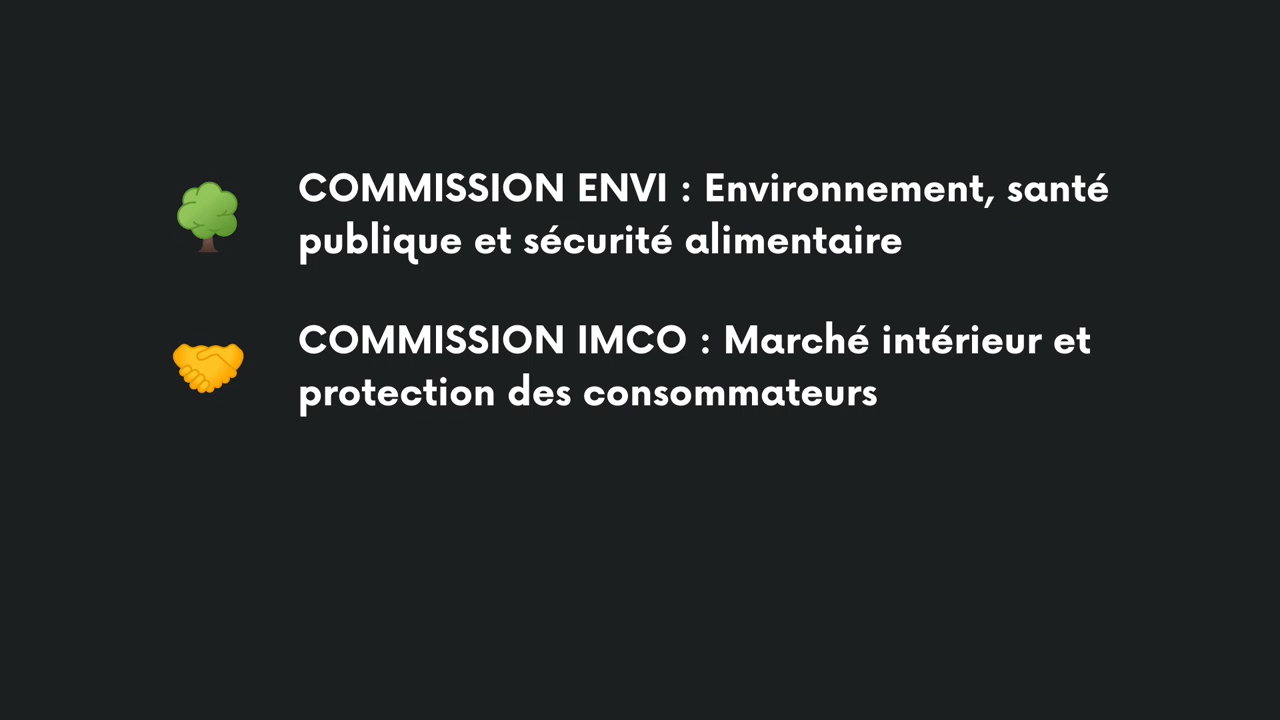 COMMISSION ENVI : Environnement, santé
publique et sécurité alimentaire
COMMISSION IMCO : Marché intérieur et
protection des consommateurs